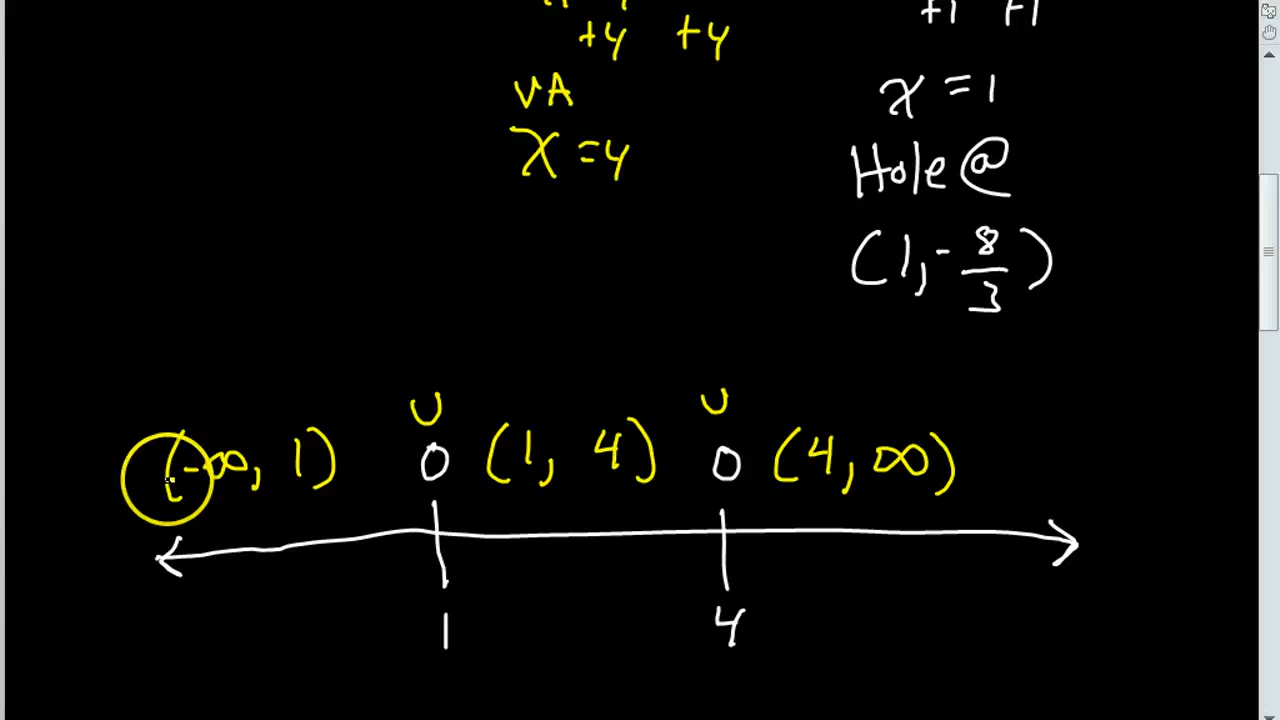 +4 +4
+1 +1
VA
x = 4
x = 1
Hole @
(1, -8/3)
(-∞, 1) ∪ (1, 4) ∪ (4, ∞)
0 0
1 4